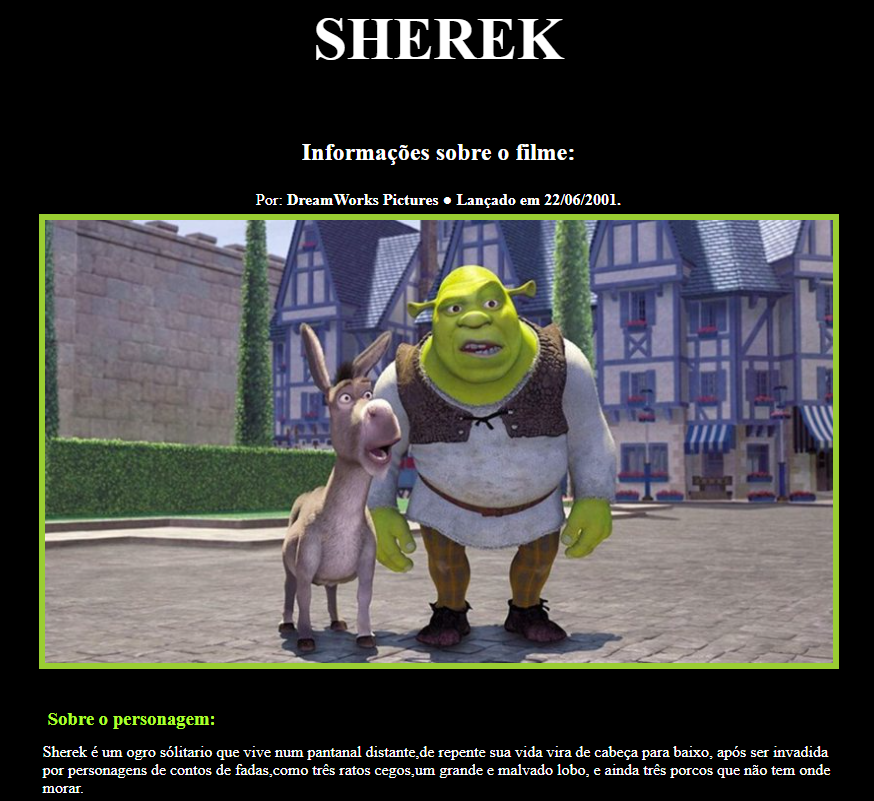 SHEREK
Informações sobre o filme:
Por: DreamWorks Pictures ● Lançado em 22/06/2001.
Sobre o personagem:
Sherek é um ogro sólitario que vive num pantanal distante,de repente sua vida vira de cabeça para baixo, após ser invadida
por personagens de contos de fadas,como três ratos cegos,um grande e malvado lobo, e ainda três porcos que não tem onde
morar.